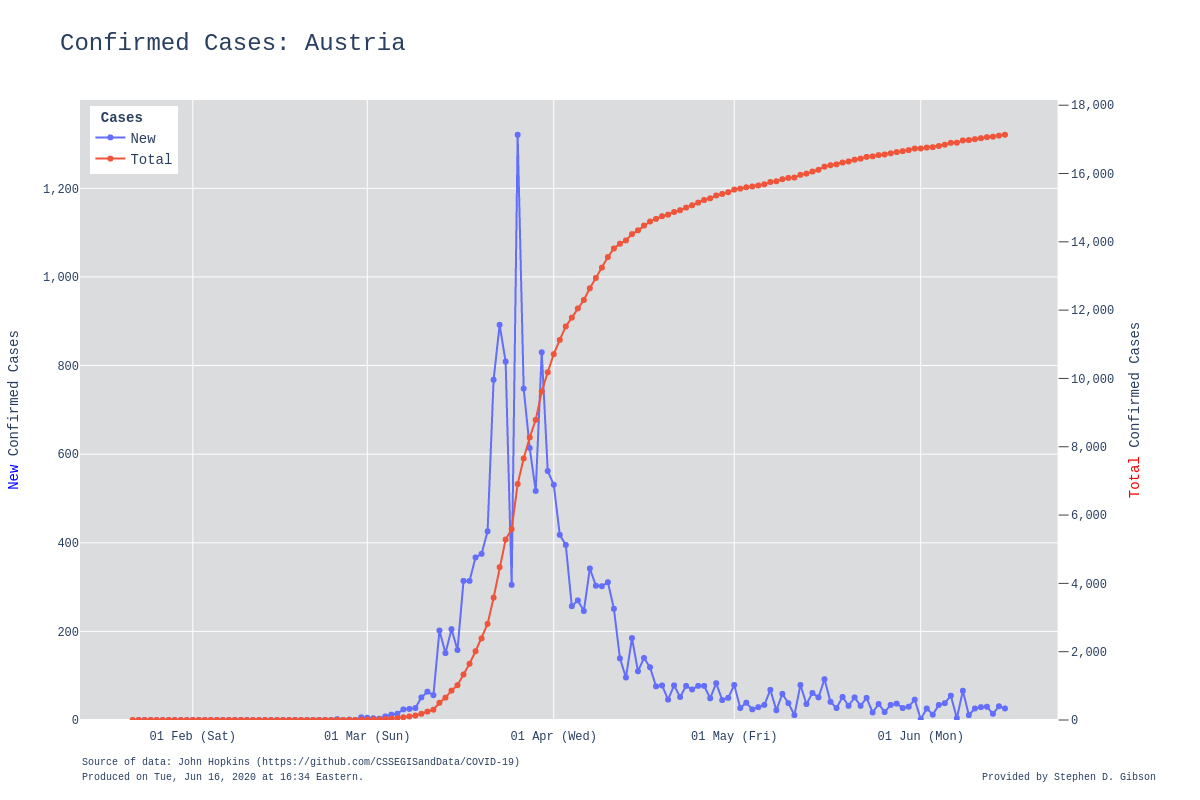 Confirmed Cases: Austria
Cases
New
Total
18,000
16,000
14,000
12,000
10,000
8,000
6,000
4,000
2,000
0
1,200
1,000
800
600
400
200
0
New Confirmed Cases
Total Confirmed Cases
01 Feb (Sat)
01 Mar (Sun)
01 Apr (Wed)
01 May (Fri)
01 Jun (Mon)
Source of data: John Hopkins (https://github.com/CSSEGISandData/COVID-19)
Produced on Tue, Jun 16, 2020 at 16:34 Eastern.
Provided by Stephen D. Gibson